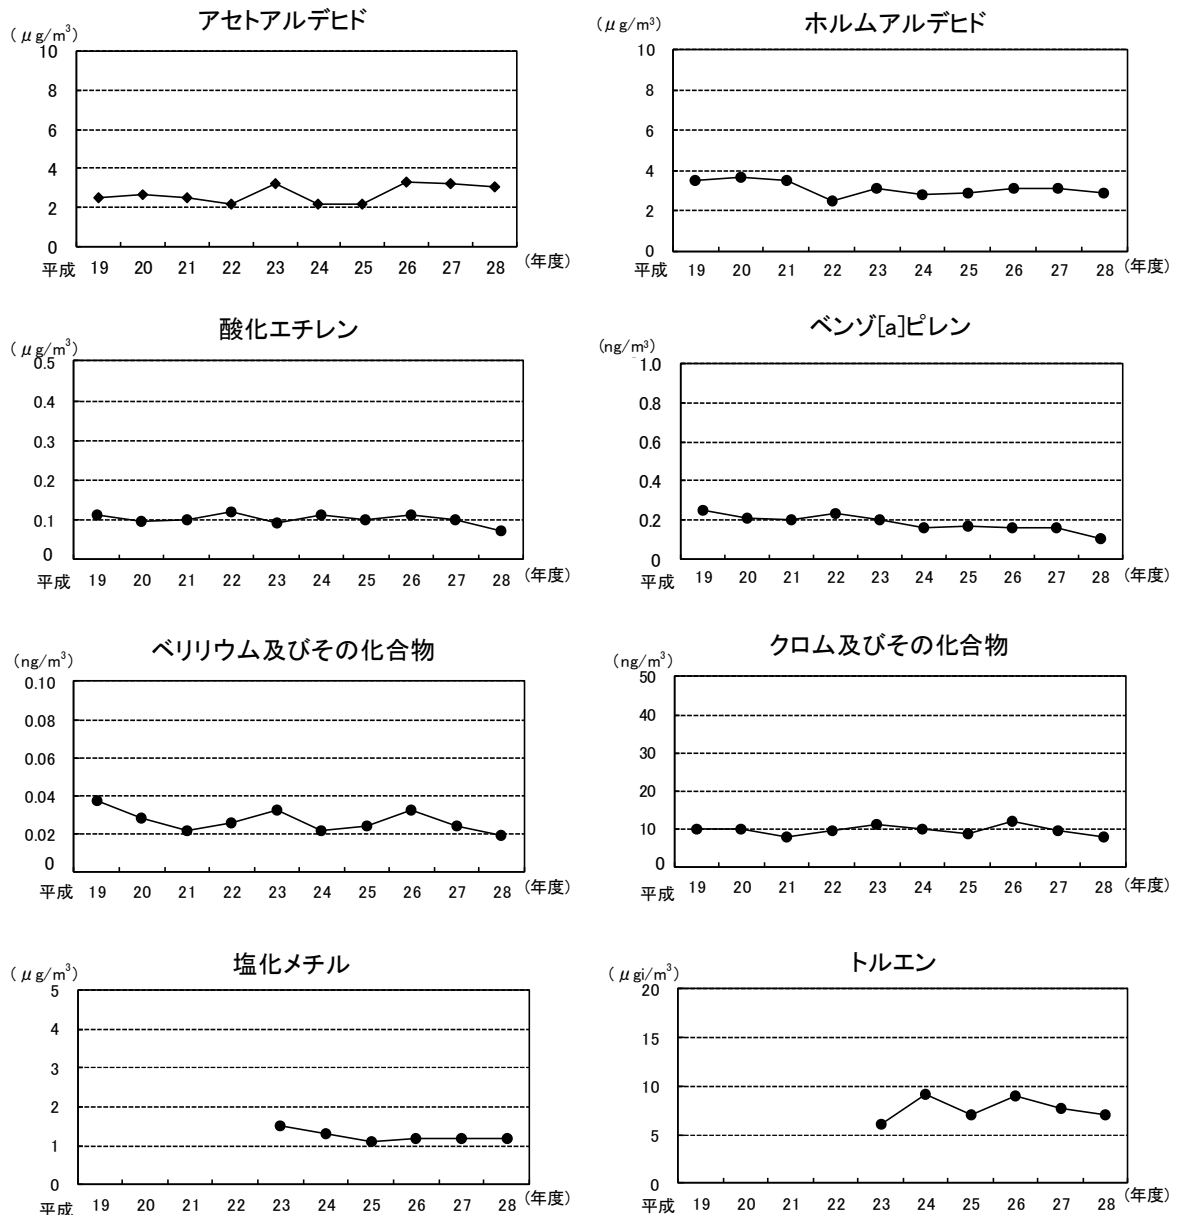 アセトアルデヒド
(μg/m³)
10
8
6
4
2
0
平成 19 20 21 22 23 24 25 26 27 28 (年度)
ホルムアルデヒド
(μg/m³)
10
8
6
4
2
0
平成 19 20 21 22 23 24 25 26 27 28 (年度)
酸化エチレン
(μg/m³)
0.5
0.4
0.3
0.2
0.1
0
平成 19 20 21 22 23 24 25 26 27 28 (年度)
ベンゾ[a]ピレン
(ng/m³)
1.0
0.8
0.6
0.4
0.2
0
平成 19 20 21 22 23 24 25 26 27 28 (年度)
ベリリウム及びその化合物
(ng/m³)
0.10
0.08
0.06
0.04
0.02
0
平成 19 20 21 22 23 24 25 26 27 28 (年度)
クロム及びその化合物
(ng/m³)
50
40
30
20
10
0
平成 19 20 21 22 23 24 25 26 27 28 (年度)
塩化メチル
(μg/m³)
5
4
3
2
1
0
平成 19 20 21 22 23 24 25 26 27 28 (年度)
トルエン
(μgi/m³)
20
15
10
5
0
平成 19 20 21 22 23 24 25 26 27 28 (年度)